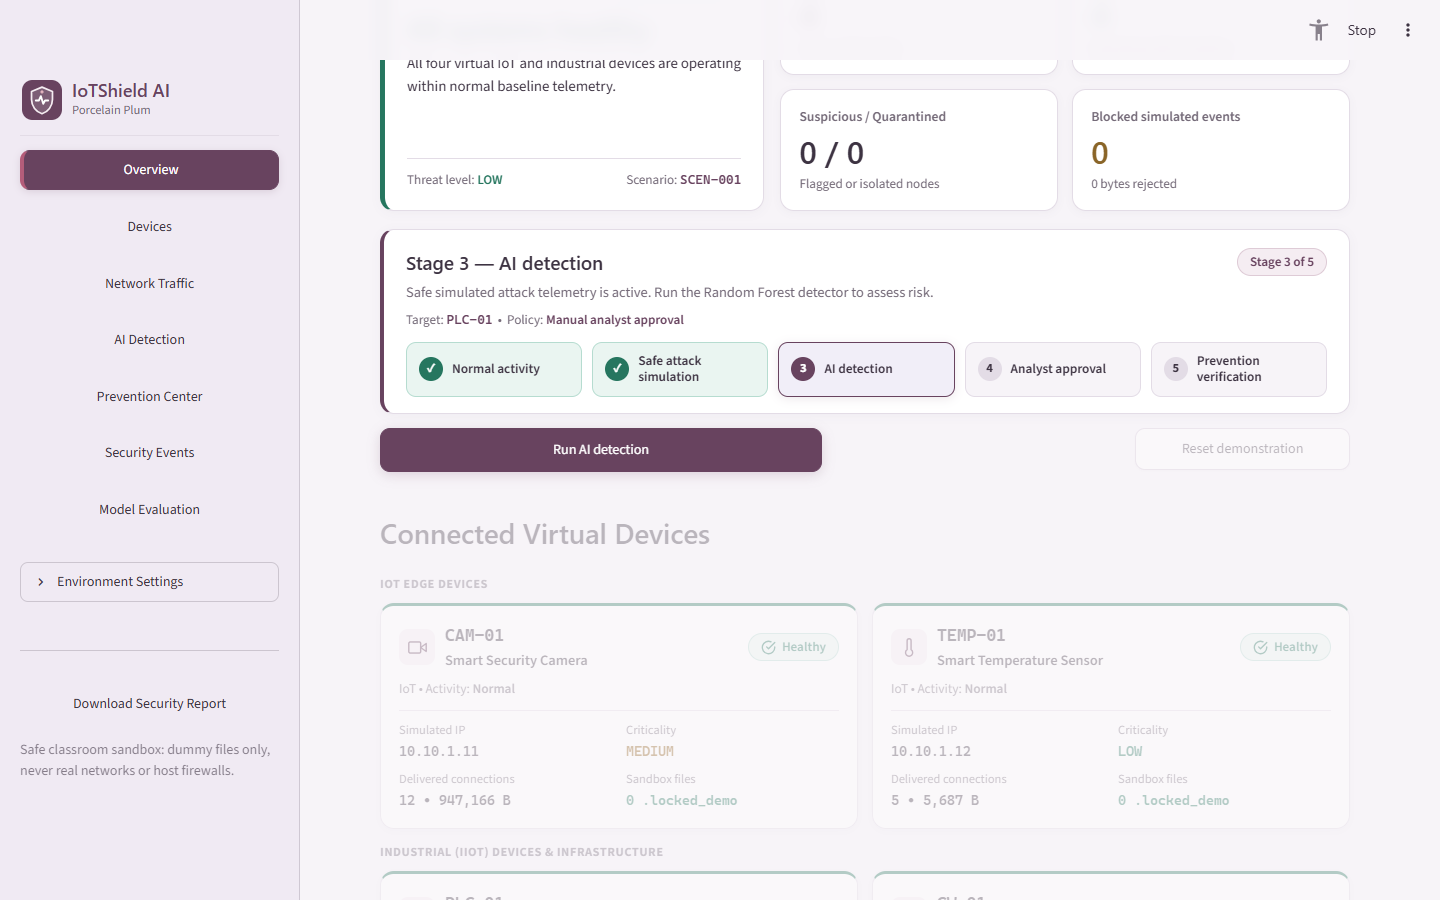 Stop
IoTShield AI
Porcelain Plum
Overview
Devices
Network Traffic
AI Detection
Prevention Center
Security Events
Model Evaluation
Environment Settings
Download Security Report
Safe classroom sandbox: dummy files only,
never real networks or host firewalls.
All four virtual IoT and industrial devices are operating
within normal baseline telemetry.
Threat level: LOW
Scenario: SCEN-001
Suspicious / Quarantined
0 / 0
Flagged or isolated nodes
Blocked simulated events
0
0 bytes rejected
Stage 3 — AI detection
Stage 3 of 5
Safe simulated attack telemetry is active. Run the Random Forest detector to assess risk.
Target: PLC-01 • Policy: Manual analyst approval
✓ Normal activity
✓ Safe attack
simulation
3 AI detection
4 Analyst approval
5 Prevention
verification
Run AI detection
Reset demonstration
Connected Virtual Devices
IOT EDGE DEVICES
CAM-01
Smart Security Camera
Healthy
IoT • Activity: Normal
Simulated IP
10.10.1.11
Criticality
MEDIUM
Delivered connections
12 • 947,166 B
Sandbox files
0 .locked_demo
TEMP-01
Smart Temperature Sensor
Healthy
IoT • Activity: Normal
Simulated IP
10.10.1.12
Criticality
LOW
Delivered connections
5 • 5,687 B
Sandbox files
0 .locked_demo
INDUSTRIAL (IIOT) DEVICES & INFRASTRUCTURE